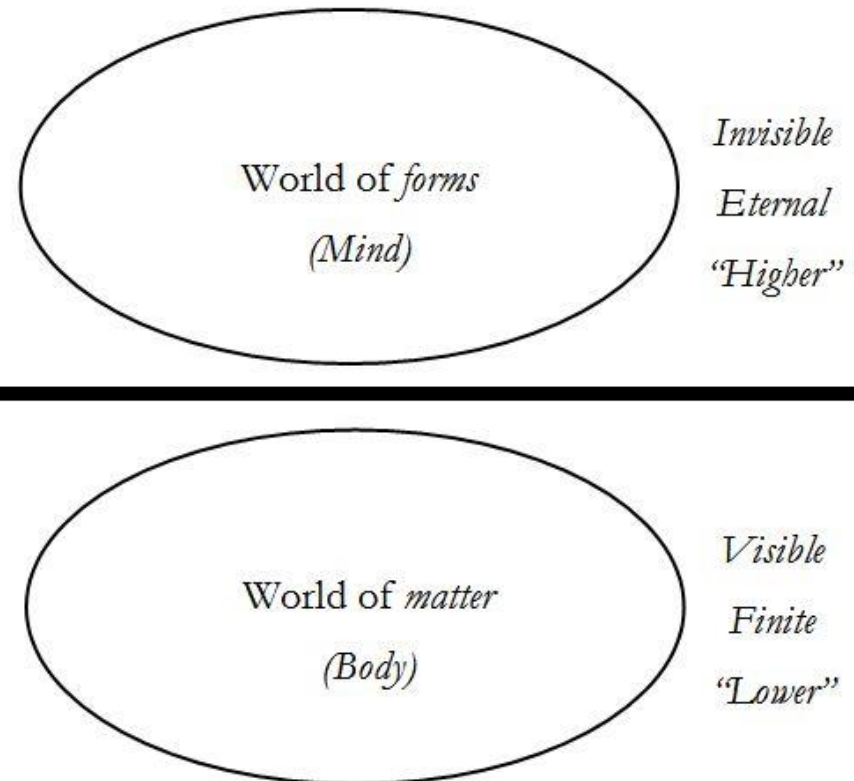 World of forms
(Mind)
Invisible
Eternal
“Higher”
World of matter
(Body)
Visible
Finite
“Lower”